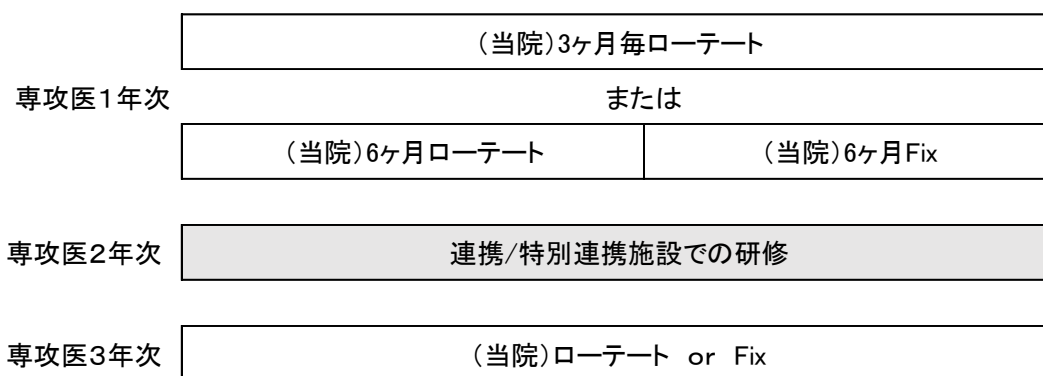 (当院)3ヶ月毎ローテート
専攻医1年次
または
(当院)6ヶ月ローテート
(当院)6ヶ月Fix
専攻医2年次
連携/特別連携施設での研修
専攻医3年次
(当院)ローテート or Fix